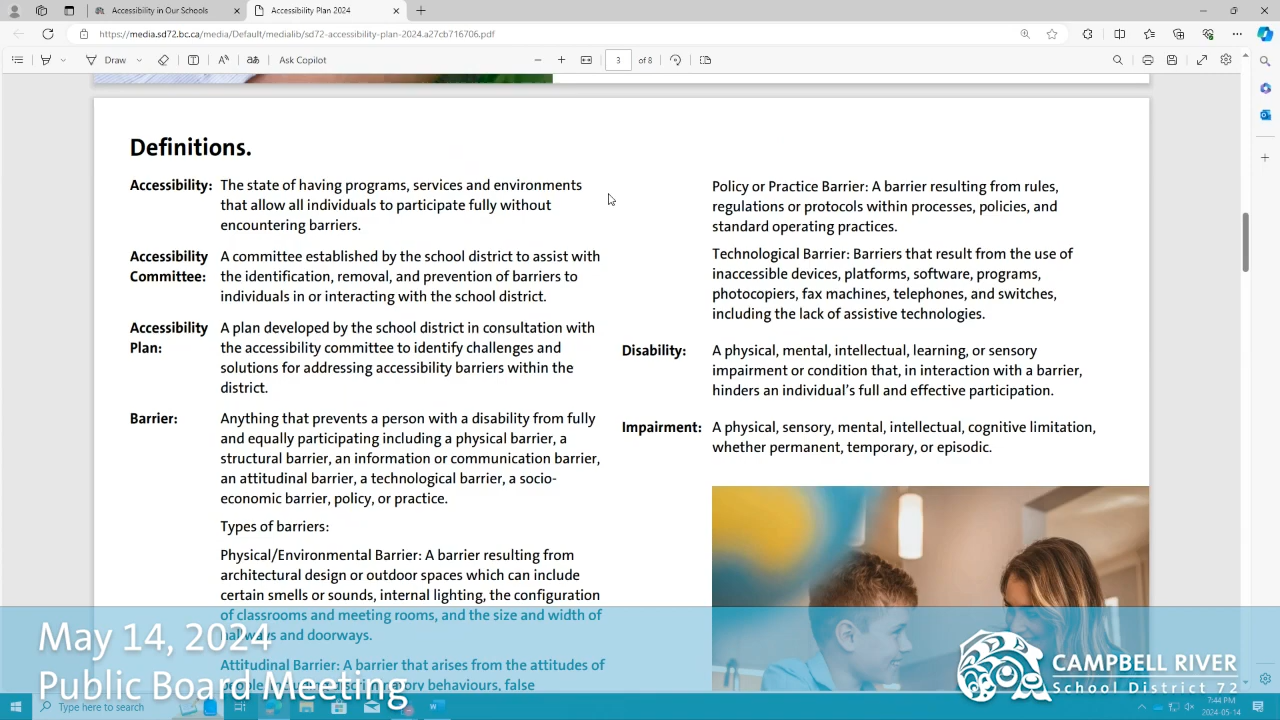 Accessibility in Our Schools
Accessibility Plan 2024
https://media.sd72.bc.ca/media/Default/medialib/sd72-accessibility-plan-2024.a27cb716706.pdf
Draw
Ask Copilot
3
of 8
Definitions.
Accessibility: The state of having programs, services and environments
that allow all individuals to participate fully without
encountering barriers.
Accessibility A committee established by the school district to assist with
Committee: the identification, removal, and prevention of barriers to
individuals in or interacting with the school district.
Accessibility A plan developed by the school district in consultation with
Plan: the accessibility committee to identify challenges and
solutions for addressing accessibility barriers within the
district.
Barrier: Anything that prevents a person with a disability from fully
and equally participating including a physical barrier, a
structural barrier, an information or communication barrier,
an attitudinal barrier, a technological barrier, a socio-
economic barrier, policy, or practice.
Types of barriers:
Physical/Environmental Barrier: A barrier resulting from
architectural design or outdoor spaces which can include
certain smells or sounds, internal lighting, the configuration
of classrooms and meeting rooms, and the size and width of
hallways and doorways.
Attitudinal Barrier: A barrier that arises from the attitudes of
people behaviours, false
Policy or Practice Barrier: A barrier resulting from rules,
regulations or protocols within processes, policies, and
standard operating practices.
Technological Barrier: Barriers that result from the use of
inaccessible devices, platforms, software, programs,
photocopiers, fax machines, telephones, and switches,
including the lack of assistive technologies.
Disability: A physical, mental, intellectual, learning, or sensory
impairment or condition that, in interaction with a barrier,
hinders an individual's full and effective participation.
Impairment: A physical, sensory, mental, intellectual, cognitive limitation,
whether permanent, temporary, or episodic.
May 14, 2024
Public Board Meeting
CAMPBELL RIVER
School District 72
Type here to search
7:44 PM
2024-05-14